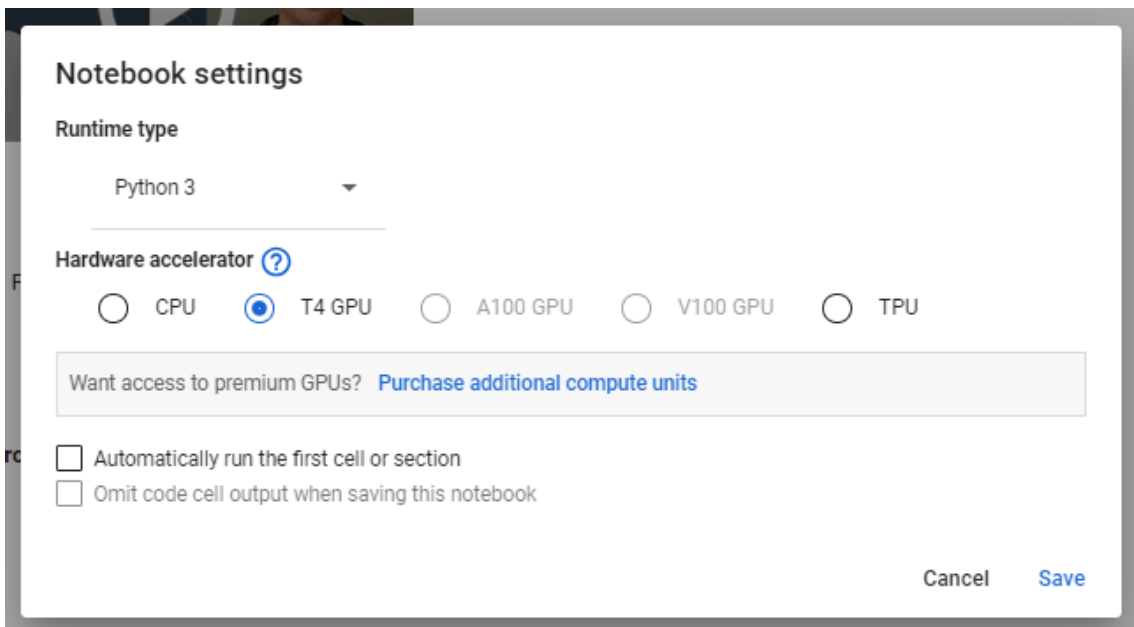 Notebook settings
Runtime type
Python 3
Hardware accelerator ?
CPU T4 GPU A100 GPU V100 GPU TPU
Want access to premium GPUs? Purchase additional compute units
Automatically run the first cell or section
Omit code cell output when saving this notebook
Cancel Save